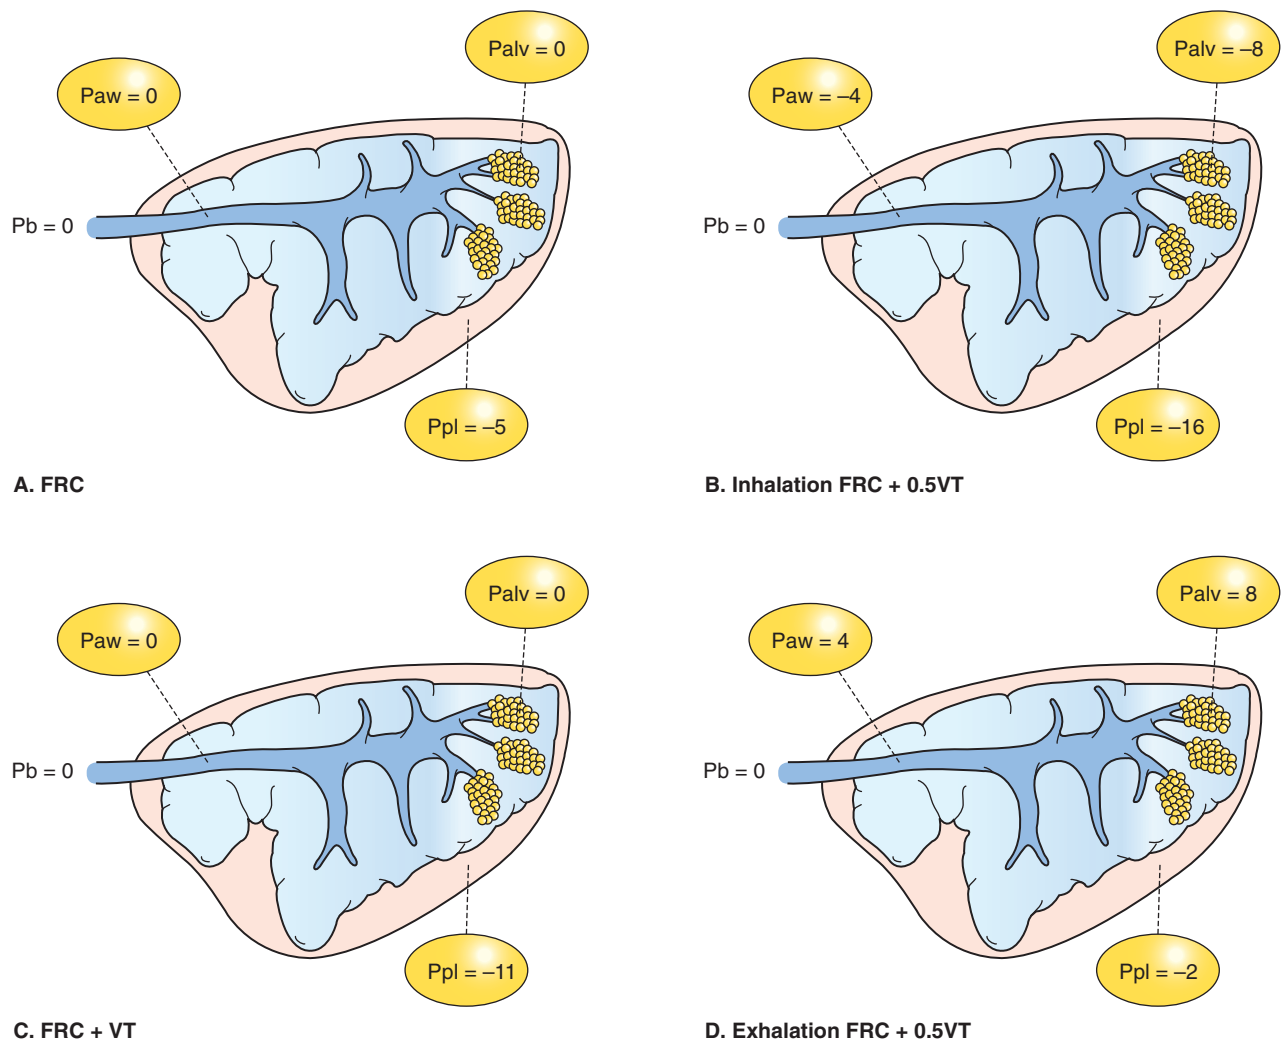 Palv = 0
Paw = 0
Pb = 0
Ppl = –5
A. FRC
Palv = –8
Paw = –4
Pb = 0
Ppl = –16
B. Inhalation FRC + 0.5VT
Palv = 0
Paw = 0
Pb = 0
Ppl = –11
C. FRC + VT
Palv = 8
Paw = 4
Pb = 0
Ppl = –2
D. Exhalation FRC + 0.5VT